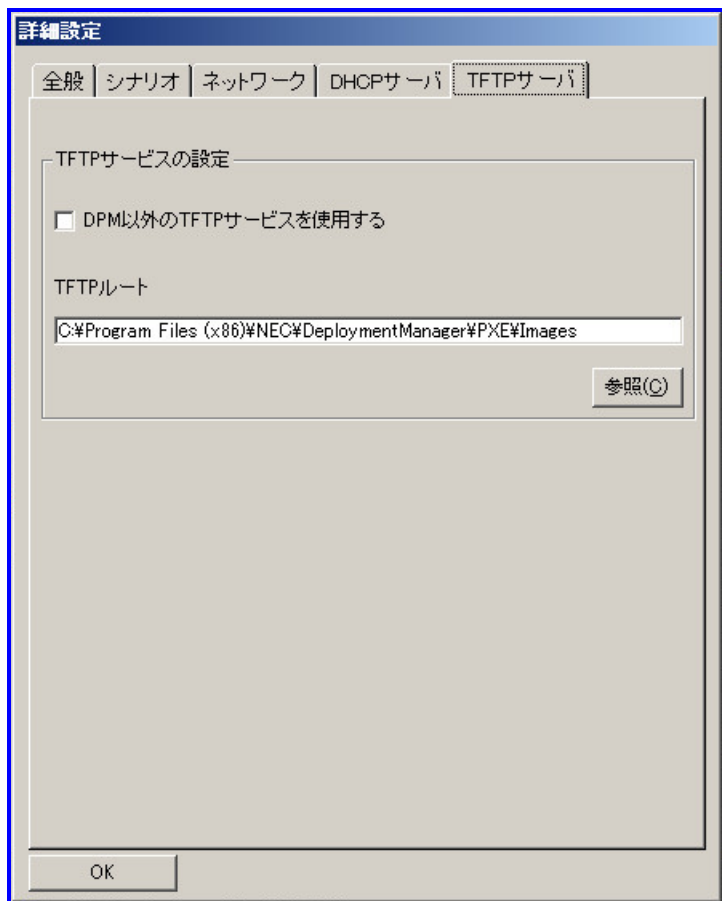 詳細設定
全般 シナリオ ネットワーク DHCPサーバ TFTPサーバ
TFTPサービスの設定
DPM以外のTFTPサービスを使用する
TFTPルート
C:¥Program Files (x86)¥NEC¥DeploymentManager¥PXE¥Images
参照(C)
OK